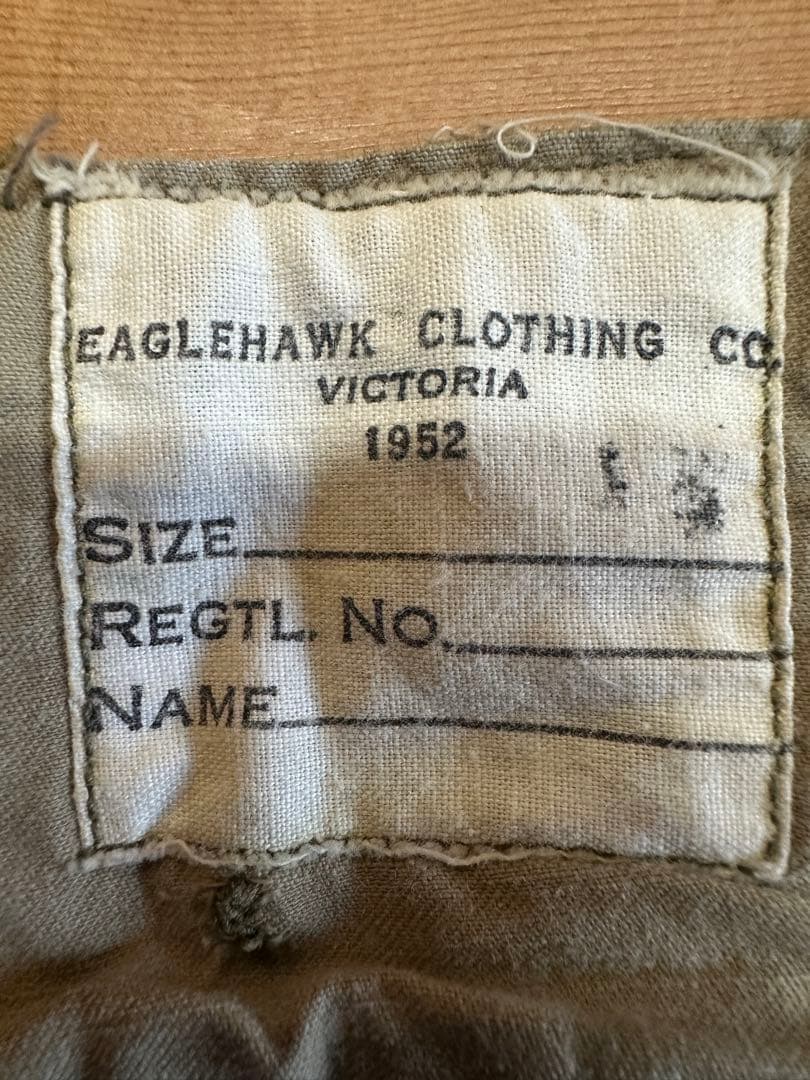 EAGLEHAWK CLOTHING CO.
VICTORIA
1952
SIZE
REGTL. NO.
NAME